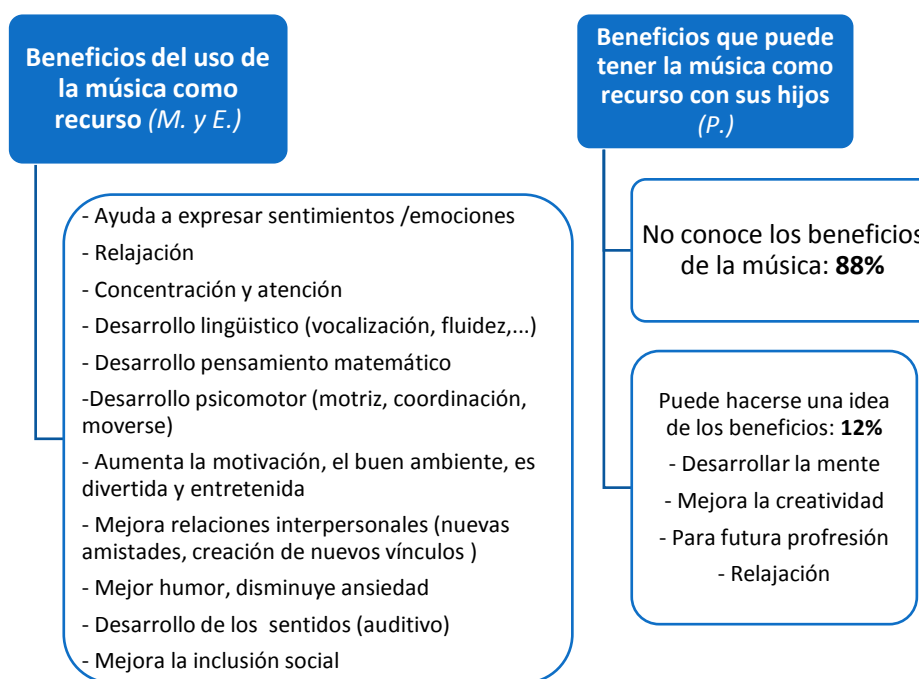 Beneficios del uso de
la música como
recurso (M. y E.)
- Ayuda a expresar sentimientos /emociones
- Relajación
- Concentración y atención
- Desarrollo lingüistico (vocalización, fluidez,...)
- Desarrollo pensamiento matemático
-Desarrollo psicomotor (motriz, coordinación,
moverse)
- Aumenta la motivación, el buen ambiente, es
divertida y entretenida
- Mejora relaciones interpersonales (nuevas
amistades, creación de nuevos vínculos )
- Mejor humor, disminuye ansiedad
- Desarrollo de los sentidos (auditivo)
- Mejora la inclusión social
Beneficios que puede
tener la música como
recurso con sus hijos
(P.)
No conoce los beneficios
de la música: 88%
Puede hacerse una idea
de los beneficios: 12%
- Desarrollar la mente
- Mejora la creatividad
- Para futura profresión
- Relajación